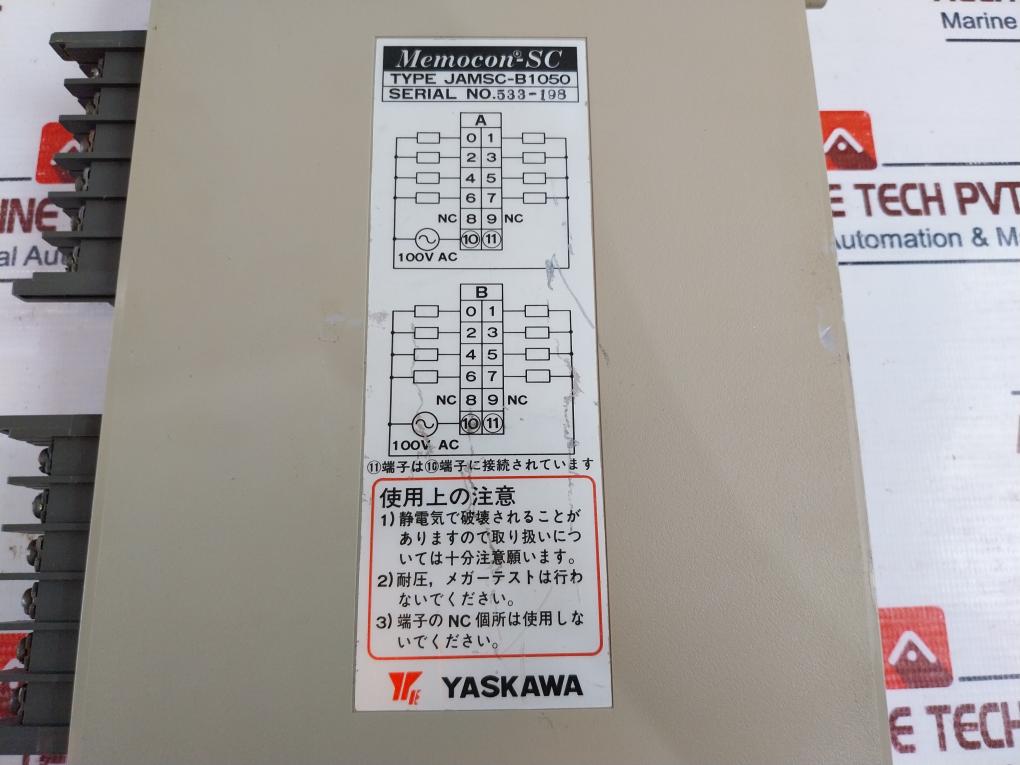 Memocon®-SC
TYPE JAMSC-B1050
SERIAL NO.533-198
A
0 1
2 3
4 5
6 7
NC 8 9 NC
⑩ ⑪
100V AC
B
0 1
2 3
4 5
6 7
NC 8 9 NC
⑩ ⑪
100V AC
⑪端子は⑩端子に接続されています
使用上の注意
1)静電気で破壊されることが
ありますので取り扱いにつ
いては十分注意願います。
2)耐圧,メガーテストは行わ
ないでください。
3)端子のNC個所は使用しな
いでください。
YE YASKAWA
Marine
E TECH PVT
Automation & M
INE
al Aut
E TECH